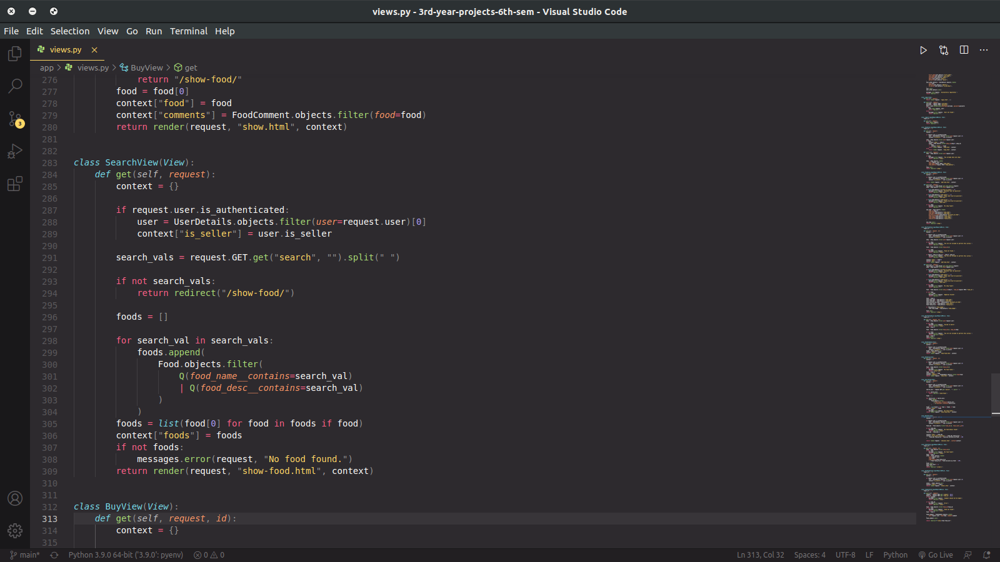 views.py - 3rd-year-projects-6th-sem - Visual Studio Code
File Edit Selection View Go Run Terminal Help
views.py
app > views.py > BuyView > get
276 return "/show-food/"
277 food = food[0]
278 context["food"] = food
279 context["comments"] = FoodComment.objects.filter(food=food)
280 return render(request, "show.html", context)
281
282
283 class SearchView(View):
284 def get(self, request):
285 context = {}
286
287 if request.user.is_authenticated:
288 user = UserDetails.objects.filter(user=request.user)[0]
289 context["is_seller"] = user.is_seller
290
291 search_vals = request.GET.get("search", "").split(" ")
292
293 if not search_vals:
294 return redirect("/show-food/")
295
296 foods = []
297
298 for search_val in search_vals:
299 foods.append(
300 Food.objects.filter(
301 Q(food_name__contains=search_val)
302 | Q(food_desc__contains=search_val)
303 )
304 )
305 foods = list(food[0] for food in foods if food)
306 context["foods"] = foods
307 if not foods:
308 messages.error(request, "No food found.")
309 return render(request, "show-food.html", context)
310
311
312 class BuyView(View):
313 def get(self, request, id):
314 context = {}
315
3
main* Python 3.9.0 64-bit ('3.9.0': pyenv) 0 0 Ln 313, Col 32 Spaces: 4 UTF-8 LF Python Go Live